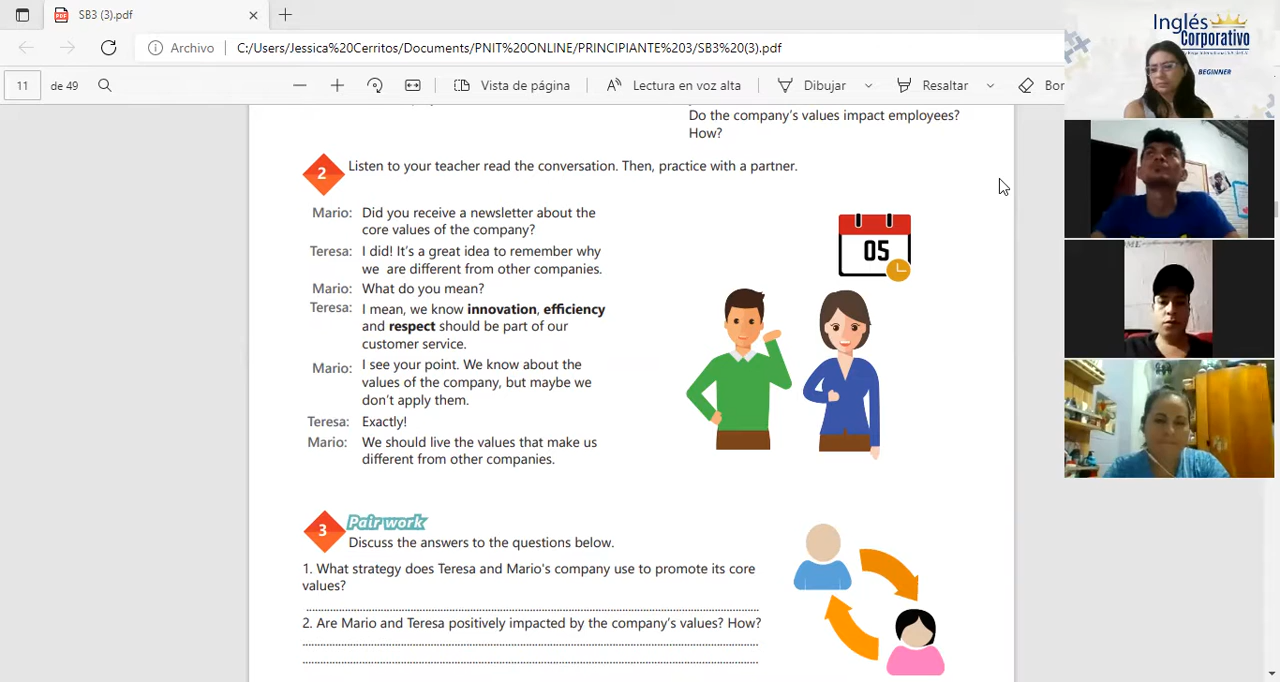 SB3 (3).pdf
Archivo
C:/Users/Jessica%20Cerritos/Documents/PNIT%20ONLINE/PRINCIPIANTE%203/SB3%20(3).pdf
11 de 49
Vista de página
Lectura en voz alta
Dibujar
Resaltar
Bor
Inglés
Corporativo
BEGINNER
Do the company's values impact employees?
How?
2 Listen to your teacher read the conversation. Then, practice with a partner.
Mario: Did you receive a newsletter about the
core values of the company?
Teresa: I did! It's a great idea to remember why
we are different from other companies.
Mario: What do you mean?
Teresa: I mean, we know innovation, efficiency
and respect should be part of our
customer service.
Mario: I see your point. We know about the
values of the company, but maybe we
don't apply them.
Teresa: Exactly!
Mario: We should live the values that make us
different from other companies.
05
3 Pair work
Discuss the answers to the questions below.
1. What strategy does Teresa and Mario's company use to promote its core
values?
2. Are Mario and Teresa positively impacted by the company's values? How?